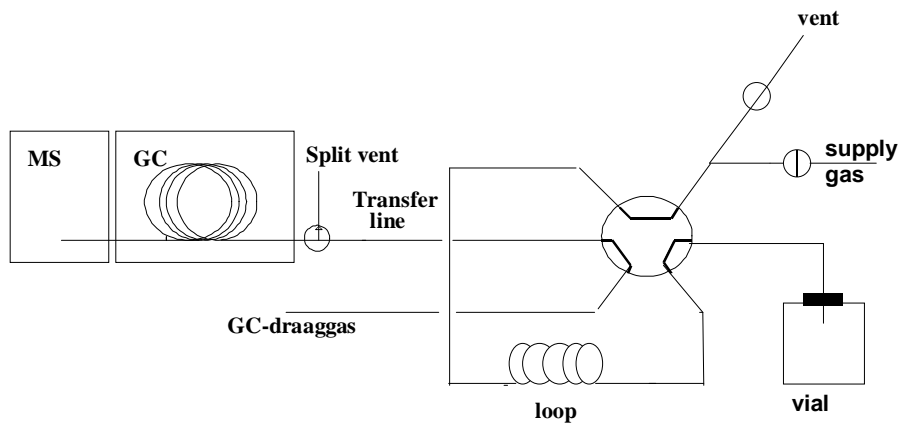 vent
MS
GC
Split vent
supply
gas
Transfer
line
GC-draaggas
loop
vial